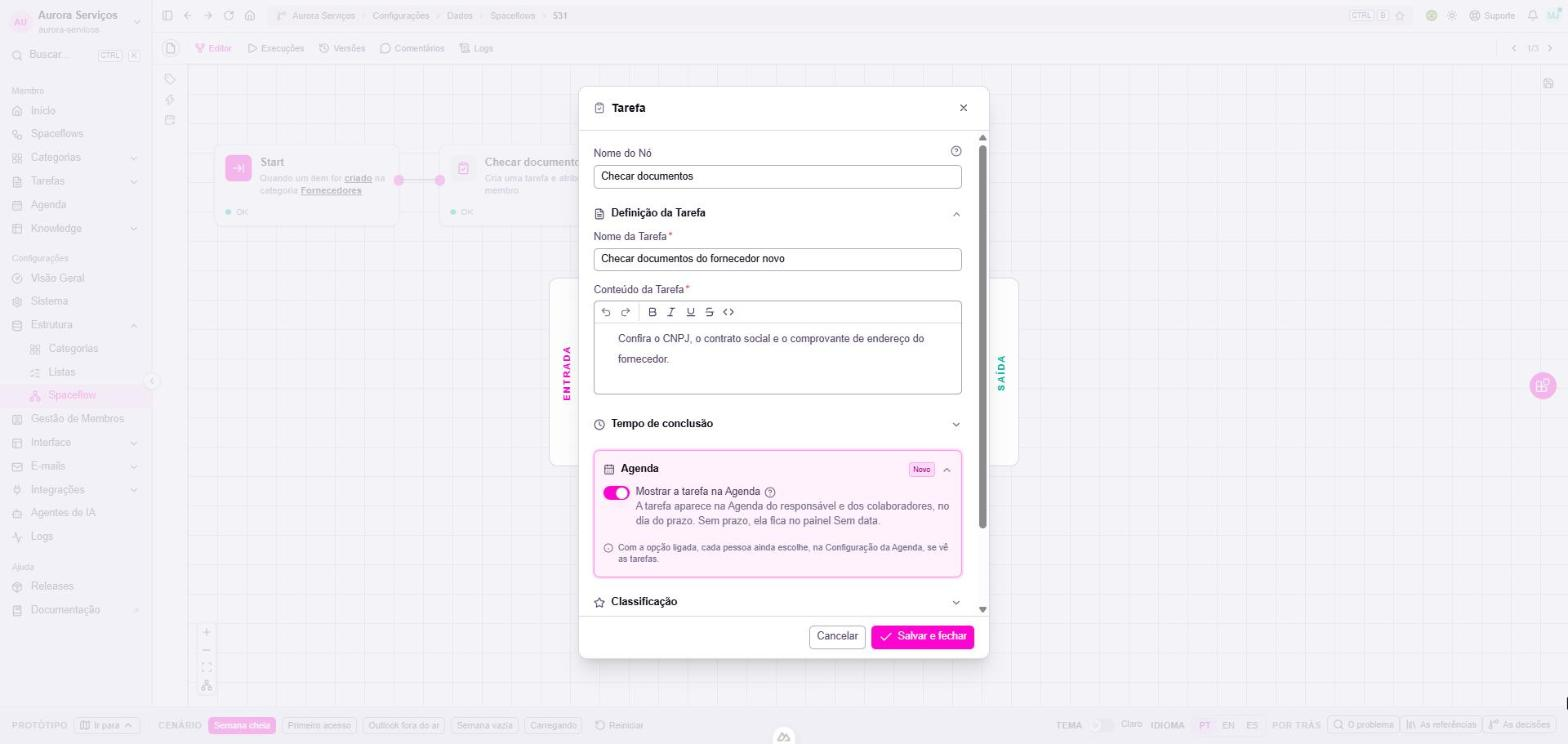 AU
Aurora Serviços
aurora-servicos
Buscar...
CTRL K
Membro
Início
Spaceflows
Categorias
Tarefas
Agenda
Knowledge
Configurações
Visão Geral
Sistema
Estrutura
Categorias
Listas
Spaceflow
Gestão de Membros
Interface
E-mails
Integrações
Agentes de IA
Logs
Ajuda
Releases
Documentação
Aurora Serviços > Configurações > Dados > Spaceflows > 531
CTRL B
Suporte
MJ
Editor
Execuções
Versões
Comentários
Logs
1/3
Start
Quando um item for criado na
categoria Fornecedores
OK
Checar documento
Cria uma tarefa e atrib
membro
OK
ENTRADA
SAÍDA
Tarefa
Nome do Nó
Checar documentos
Definição da Tarefa
Nome da Tarefa*
Checar documentos do fornecedor novo
Conteúdo da Tarefa*
B I U S <>
Confira o CNPJ, o contrato social e o comprovante de endereço do
fornecedor.
Tempo de conclusão
Agenda
Novo
Mostrar a tarefa na Agenda
A tarefa aparece na Agenda do responsável e dos colaboradores, no
dia do prazo. Sem prazo, ela fica no painel Sem data.
Com a opção ligada, cada pessoa ainda escolhe, na Configuração da Agenda, se vê
as tarefas.
Classificação
Cancelar
Salvar e fechar
PROTÓTIPO
Ir para
CENÁRIO
Semana cheia
Primeiro acesso
Outlook fora do ar
Semana vazia
Carregando
Reiniciar
TEMA
Claro
IDIOMA
PT EN ES
POR TRÁS
O problema
As referências
As decisões